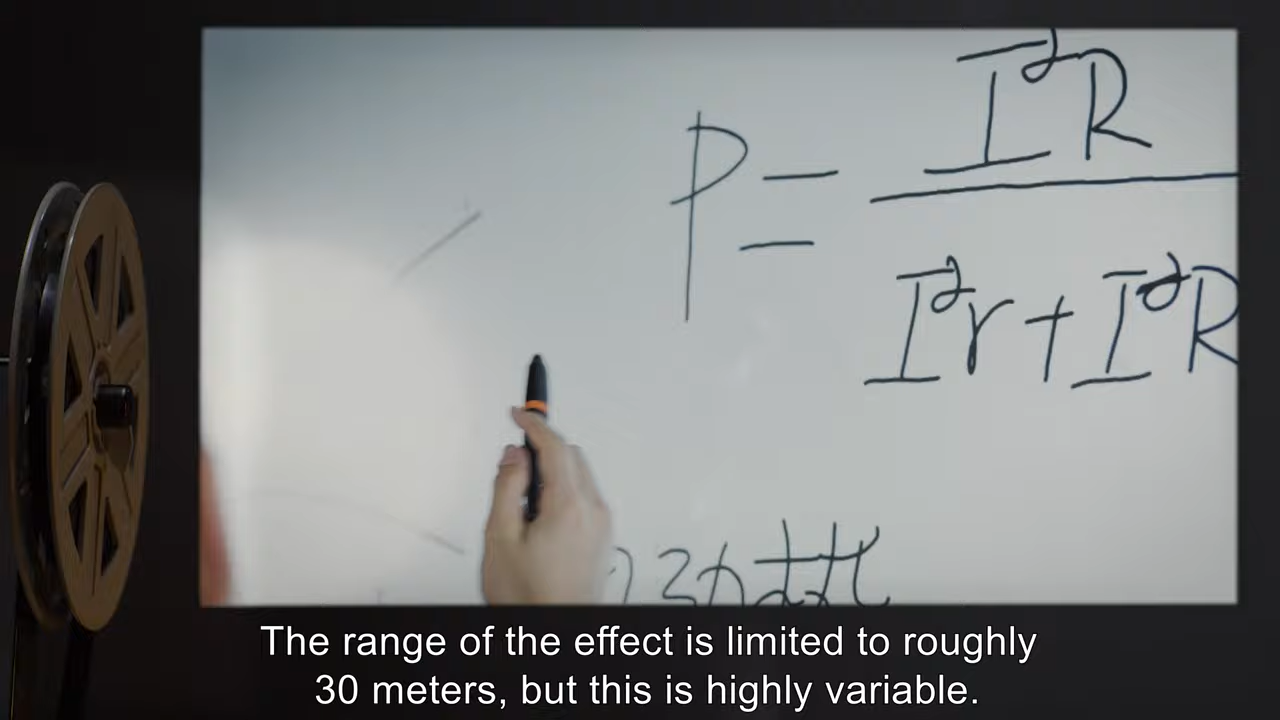 P = I²R
I²r + I²R
The range of the effect is limited to roughly
30 meters, but this is highly variable.